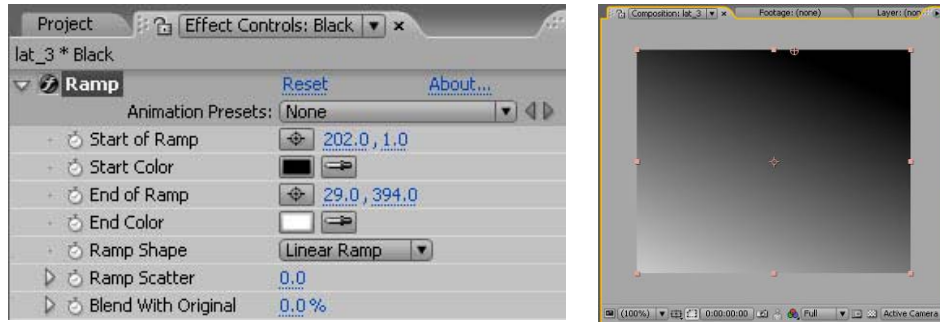 Project
Effect Controls: Black
lat_3 * Black
Ramp Reset About...
Animation Presets: None
Start of Ramp 202.0 , 1.0
Start Color
End of Ramp 29.0 , 394.0
End Color
Ramp Shape Linear Ramp
Ramp Scatter 0.0
Blend With Original 0.0 %
Composition: lat_3
Footage: (none)
Layer: (non
(100%) 0:00:00:00 Full Active Camera